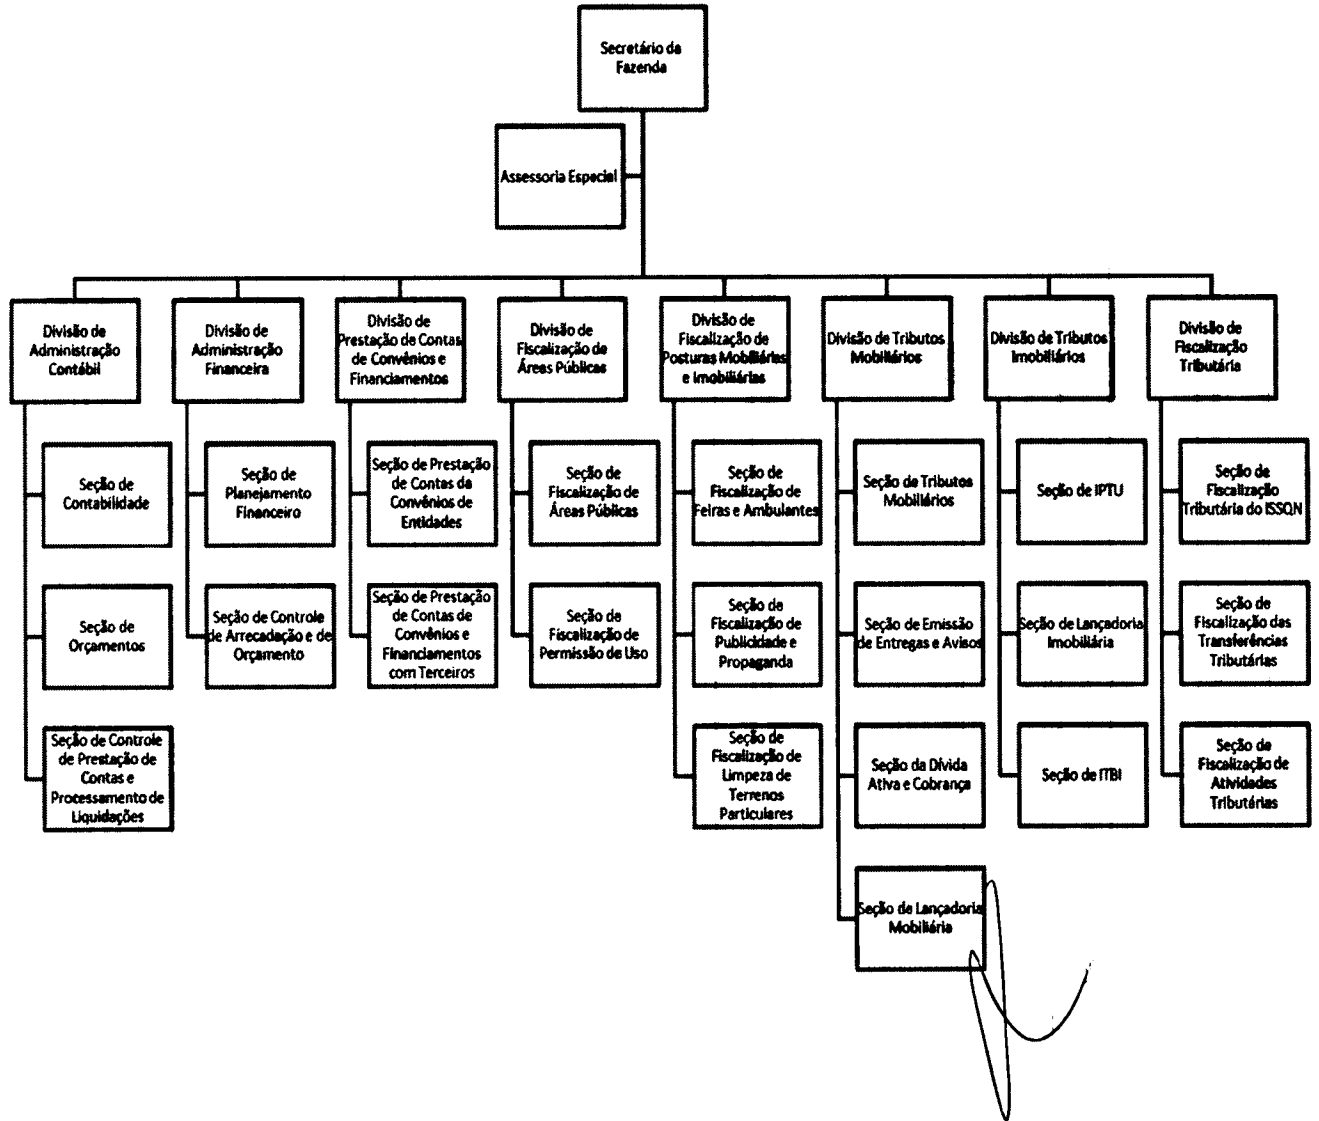 Secretário da
Fazenda
Assessoria Especial
Divisão de
Administração
Contábil
Divisão de
Administração
Financeira
Divisão de
Prestação de Contas
de Convênios e
Financiamentos
Divisão de
Fiscalização de
Áreas Públicas
Divisão de
Fiscalização de
Posturas Mobiliárias
e Imobiliárias
Divisão de Tributos
Mobiliários
Divisão de Tributos
Imobiliários
Divisão de
Fiscalização
Tributária
Seção de
Contabilidade
Seção de
Planejamento
Financeiro
Seção de Prestação
de Contas da
Convênios de
Entidades
Seção de
Fiscalização de
Áreas Públicas
Seção de
Fiscalização de
Feiras e Ambulantes
Seção de Tributos
Mobiliários
Seção de IPTU
Seção de
Fiscalização
Tributária do ISSQN
Seção de
Orçamentos
Seção de Controle
de Arrecadação e de
Orçamento
Seção de Prestação
de Contas de
Convênios e
Financiamentos
com Terceiros
Seção de
Fiscalização de
Permissão de Uso
Seção de
Fiscalização de
Publicidade e
Propaganda
Seção de Emissão
de Entregas e Avisos
Seção de Lançadoria
Imobiliária
Seção de
Fiscalização das
Transferências
Tributárias
Seção de Controle
de Prestação de
Contas e
Processamento de
Liquidações
Seção de
Fiscalização de
Limpeza de
Terrenos
Particulares
Seção da Dívida
Ativa e Cobrança
Seção de ITBI
Seção da
Fiscalização de
Atividades
Tributárias
Seção de Lançadoria
Mobiliária